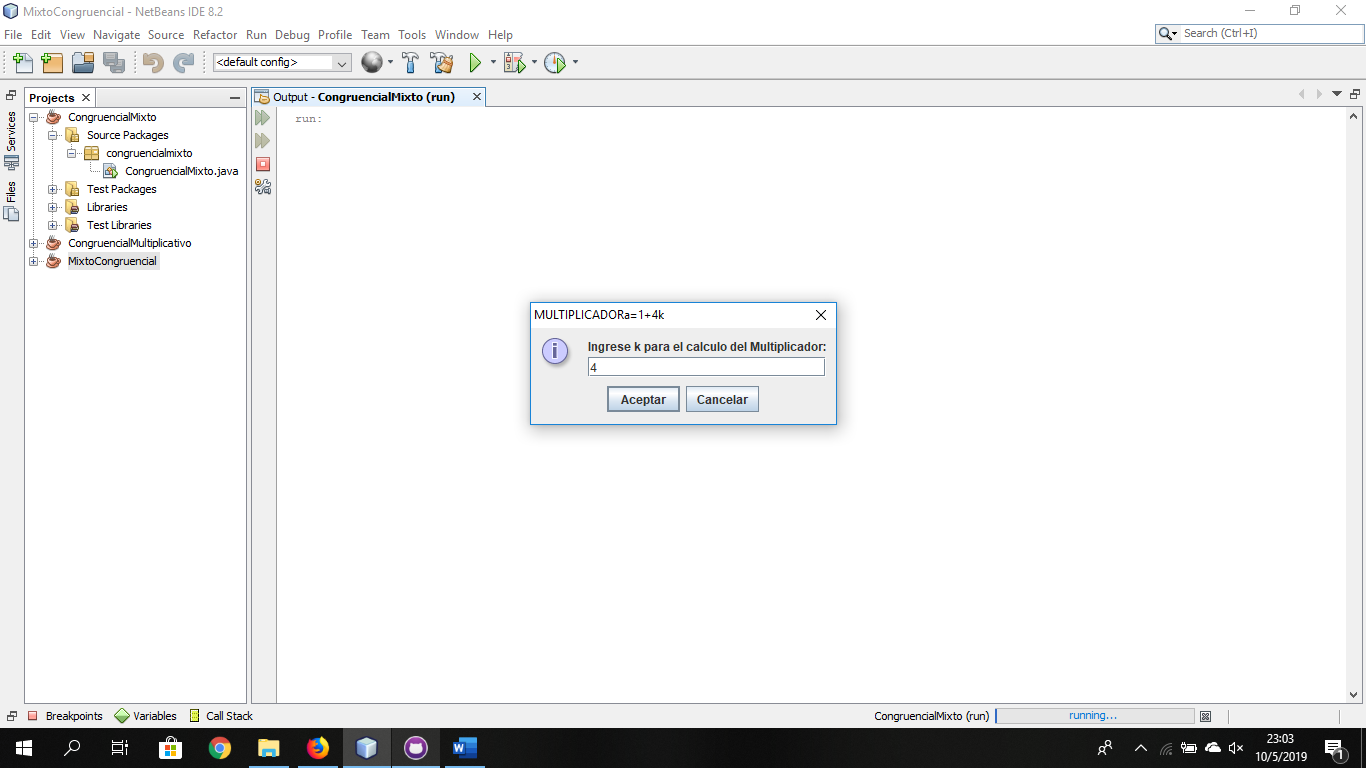 MixtoCongruencial - NetBeans IDE 8.2
File Edit View Navigate Source Refactor Run Debug Profile Team Tools Window Help
Search (Ctrl+I)
<default config>
Projects
Output - CongruencialMixto (run)
Services
Files
CongruencialMixto
Source Packages
congruencialmixto
CongruencialMixto.java
Test Packages
Libraries
Test Libraries
CongruencialMultiplicativo
MixtoCongruencial
run:
MULTIPLICADORa=1+4k
Ingrese k para el calculo del Multiplicador:
4
Aceptar Cancelar
Breakpoints Variables Call Stack
CongruencialMixto (run) running...
23:03
10/5/2019
1